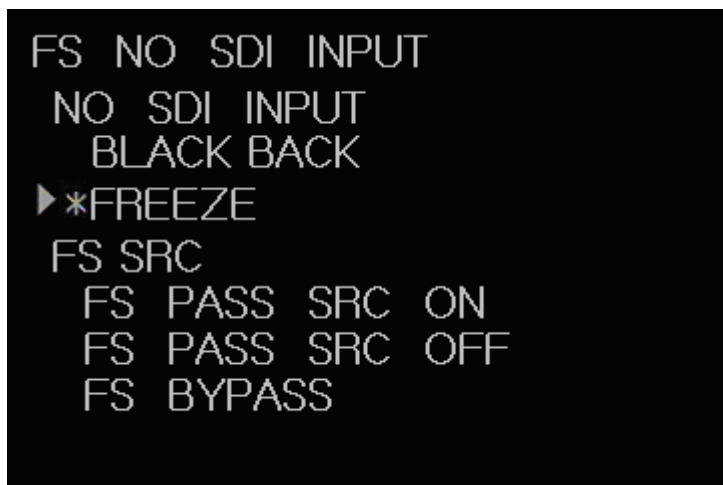 FS NO SDI INPUT
NO SDI INPUT
BLACK BACK
*FREEZE
FS SRC
FS PASS SRC ON
FS PASS SRC OFF
FS BYPASS